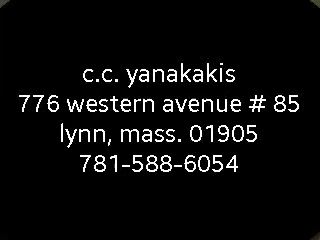 c.c. yanakakis
776 western avenue # 85
lynn, mass. 01905
781-588-6054